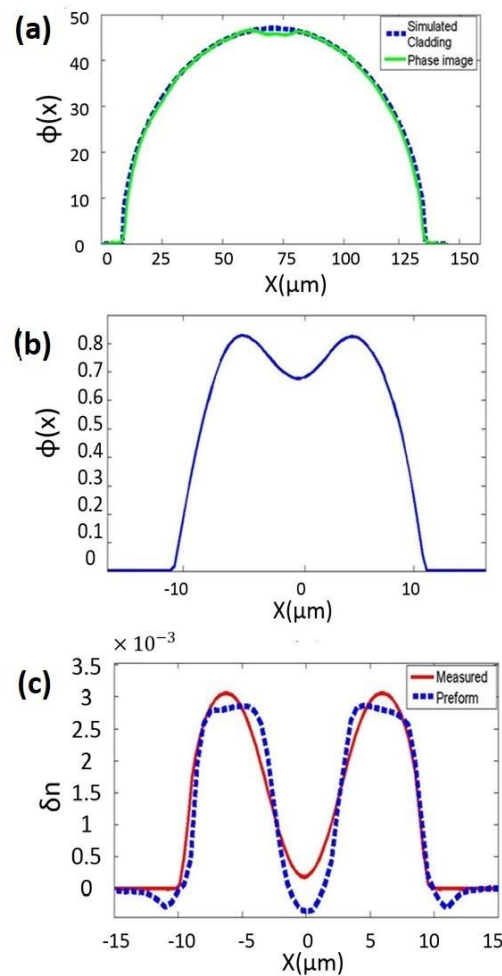 (a)
50
40
30
20
10
0
ϕ(x)
Simulated
Cladding
Phase image
0 25 50 75 100 125 150
X(μm)
(b)
0.8
0.7
0.6
0.5
0.4
0.3
0.2
0.1
0
ϕ(x)
-10 0 10
X(μm)
(c)
× 10⁻³
3.5
3
2.5
2
1.5
1
0.5
0
δn
Measured
Preform
-15 -10 -5 0 5 10 15
X(μm)